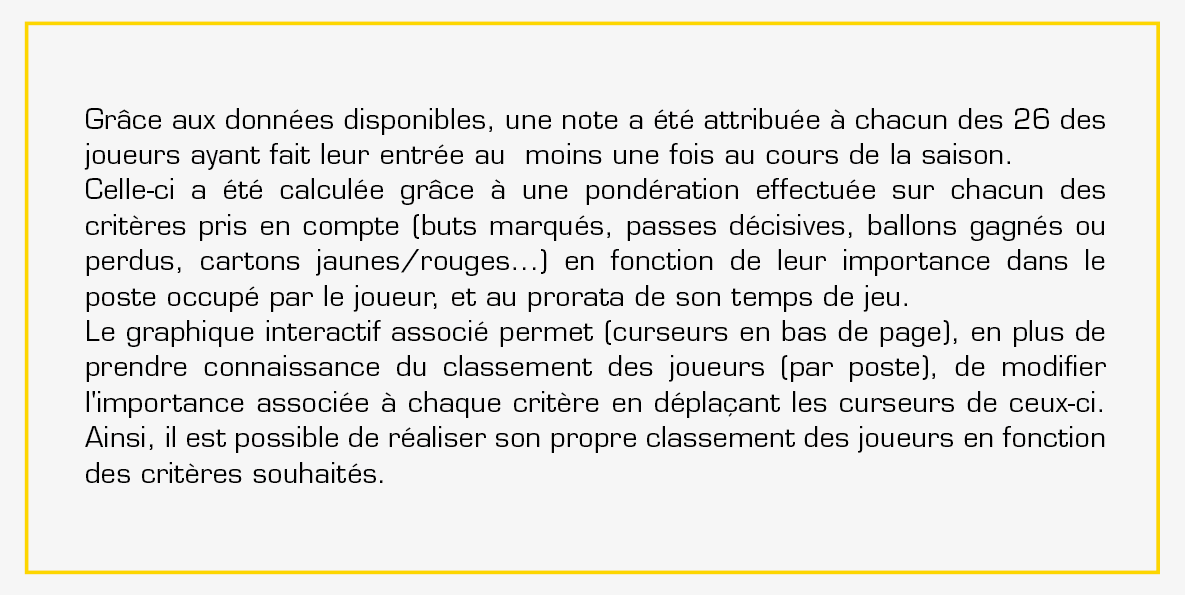 Grâce aux données disponibles, une note a été attribuée à chacun des 26 des
joueurs ayant fait leur entrée au  moins une fois au cours de la saison.
Celle-ci a été calculée grâce à une pondération effectuée sur chacun des
critères pris en compte (buts marqués, passes décisives, ballons gagnés ou
perdus, cartons jaunes/rouges...) en fonction de leur importance dans le
poste occupé par le joueur, et au prorata de son temps de jeu.
Le graphique interactif associé permet (curseurs en bas de page), en plus de
prendre connaissance du classement des joueurs (par poste), de modifier
l'importance associée à chaque critère en déplaçant les curseurs de ceux-ci.
Ainsi, il est possible de réaliser son propre classement des joueurs en fonction
des critères souhaités.